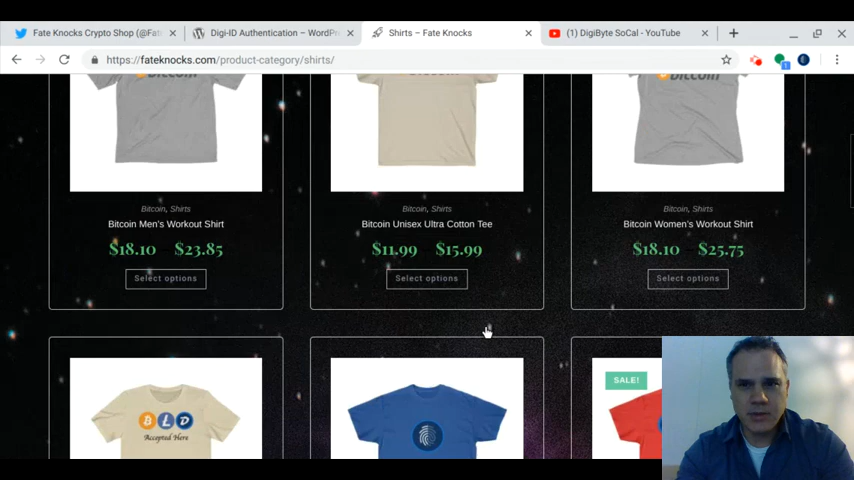 Fate Knocks Crypto Shop (@Fat
Digi-ID Authentication – WordPr
Shirts – Fate Knocks
(1) DigiByte SoCal - YouTube
https://fateknocks.com/product-category/shirts/
1
Bitcoin, Shirts
Bitcoin Men's Workout Shirt
$18.10 – $23.85
Select options
Bitcoin, Shirts
Bitcoin Unisex Ultra Cotton Tee
$11.99 – $15.99
Select options
Bitcoin, Shirts
Bitcoin Women's Workout Shirt
$18.10 – $25.75
Select options
B Ł D
Accepted Here
SALE!